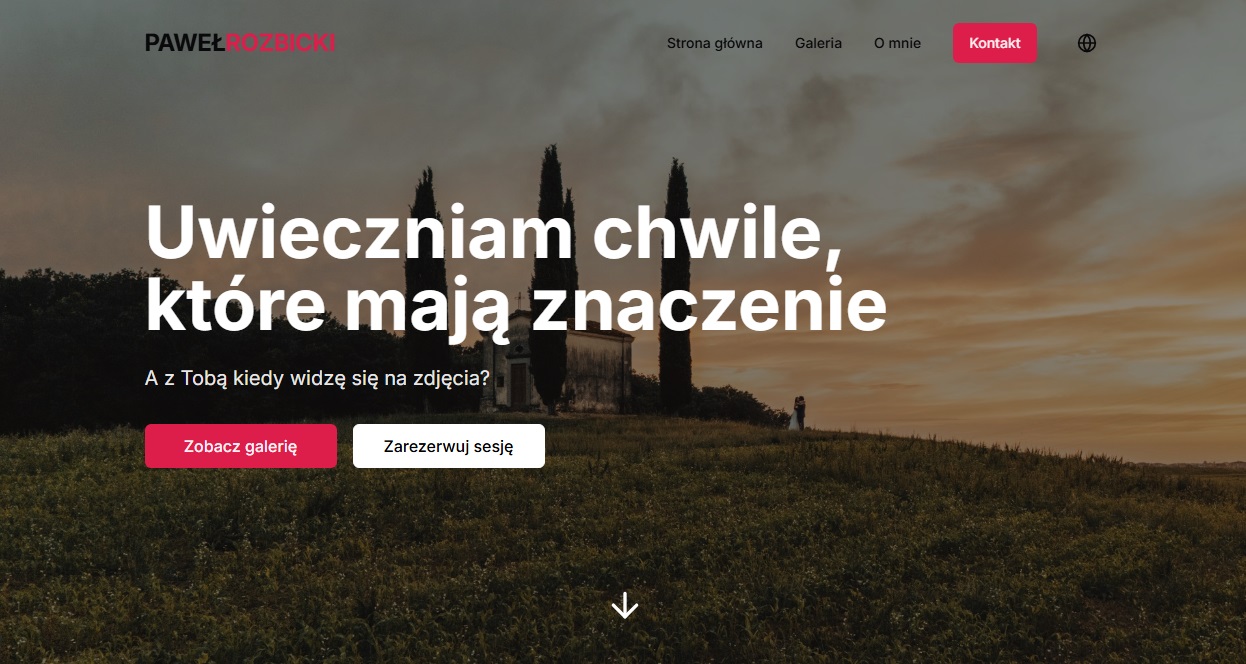 PAWEŁROZBICKI
Strona główna
Galeria
O mnie
Kontakt
Uwieczniam chwile,
które mają znaczenie
A z Tobą kiedy widzę się na zdjęcia?
Zobacz galerię
Zarezerwuj sesję